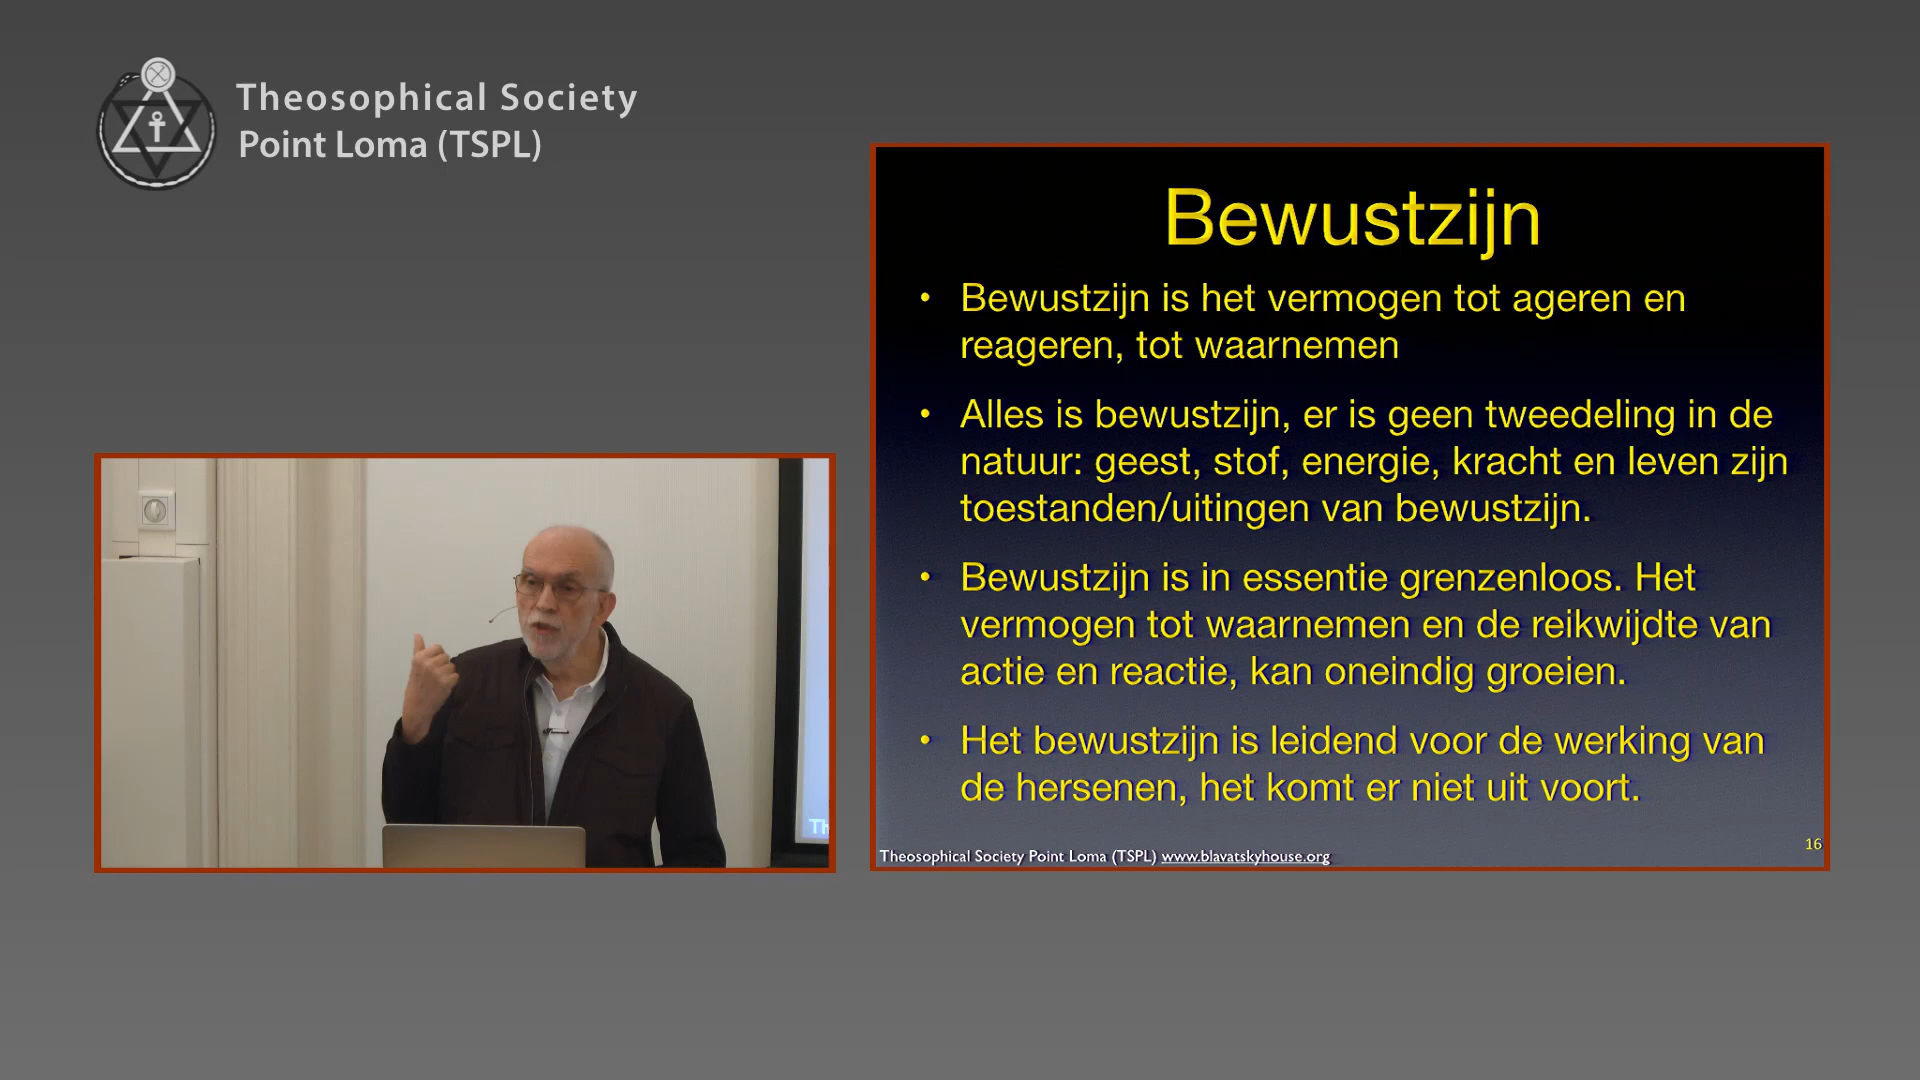 Theosophical Society
Point Loma (TSPL)
Bewustzijn
• Bewustzijn is het vermogen tot ageren en
reageren, tot waarnemen
• Alles is bewustzijn, er is geen tweedeling in de
natuur: geest, stof, energie, kracht en leven zijn
toestanden/uitingen van bewustzijn.
• Bewustzijn is in essentie grenzenloos. Het
vermogen tot waarnemen en de reikwijdte van
actie en reactie, kan oneindig groeien.
• Het bewustzijn is leidend voor de werking van
de hersenen, het komt er niet uit voort.
Theosophical Society Point Loma (TSPL) www.blavatskyhouse.org
16
Th